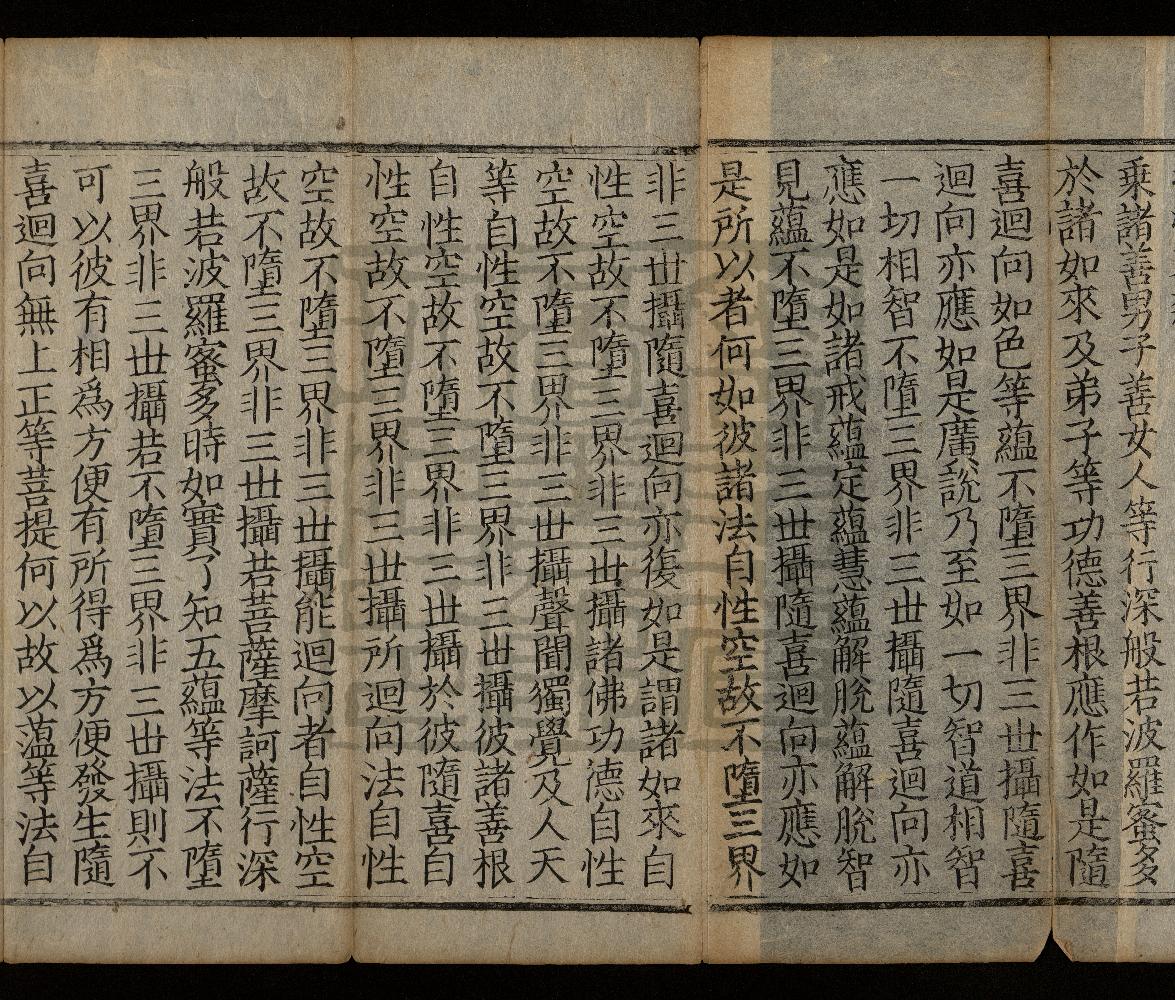 乗諸善男子善女人等行深般若波羅蜜多
於諸如來及弟子等功德善根應作如是隨
喜迴向如色等蘊不墮三界非三世攝隨喜
迴向亦應如是廣說乃至如一切智道相智
一切相智不墮三界非三世攝隨喜迴向亦
應如是如諸戒蘊定蘊慧蘊解脫蘊解脫智
見蘊不墮三界非三世攝隨喜迴向亦應如
是所以者何如彼諸法自性空故不墮三界
非三世攝隨喜迴向亦復如是謂諸如來自
性空故不墮三界非三世攝諸佛功德自性
空故不墮三界非三世攝聲聞獨覺及人天
等自性空故不墮三界非三世攝彼諸善根
自性空故不墮三界非三世攝於彼隨喜自
性空故不墮三界非三世攝所迴向法自性
空故不墮三界非三世攝能迴向者自性空
故不墮三界非三世攝若菩薩摩訶薩行深
般若波羅蜜多時如實了知五蘊等法不墮
三界非三世攝若不墮三界非三世攝則不
可以彼有相爲方便有所得爲方便發生隨
喜迴向無上正等菩提何以故以蕰等法自